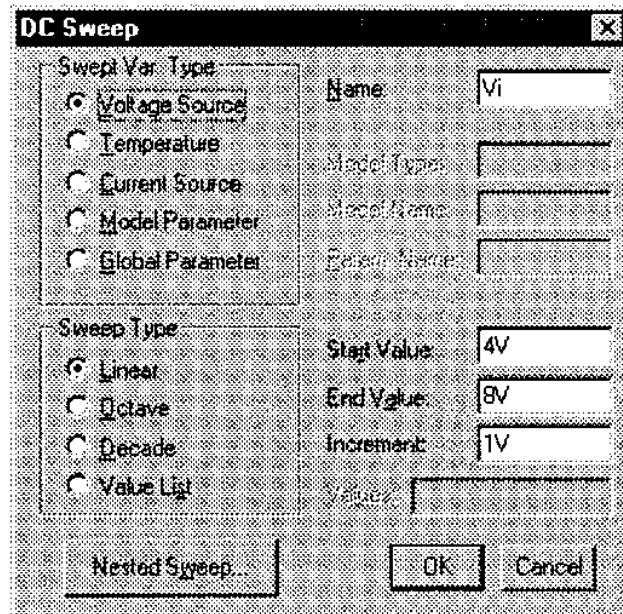 DC Sweep
Swept Var. Type
Voltage Source
Temperature
Current Source
Model Parameter
Global Parameter
Name: Vi
Model Type:
Model Name:
Param. Name:
Sweep Type
Linear
Octave
Decade
Value List
Start Value: 4V
End Value: 8V
Increment: 1V
Values:
Nested Sweep...
OK
Cancel